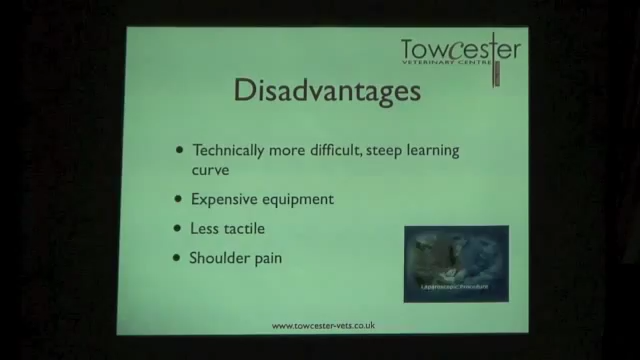 Towcester
VETERINARY CENTRE
Disadvantages
• Technically more difficult, steep learning
curve
• Expensive equipment
• Less tactile
• Shoulder pain
Laparoscopic Procedure
www.towcester-vets.co.uk